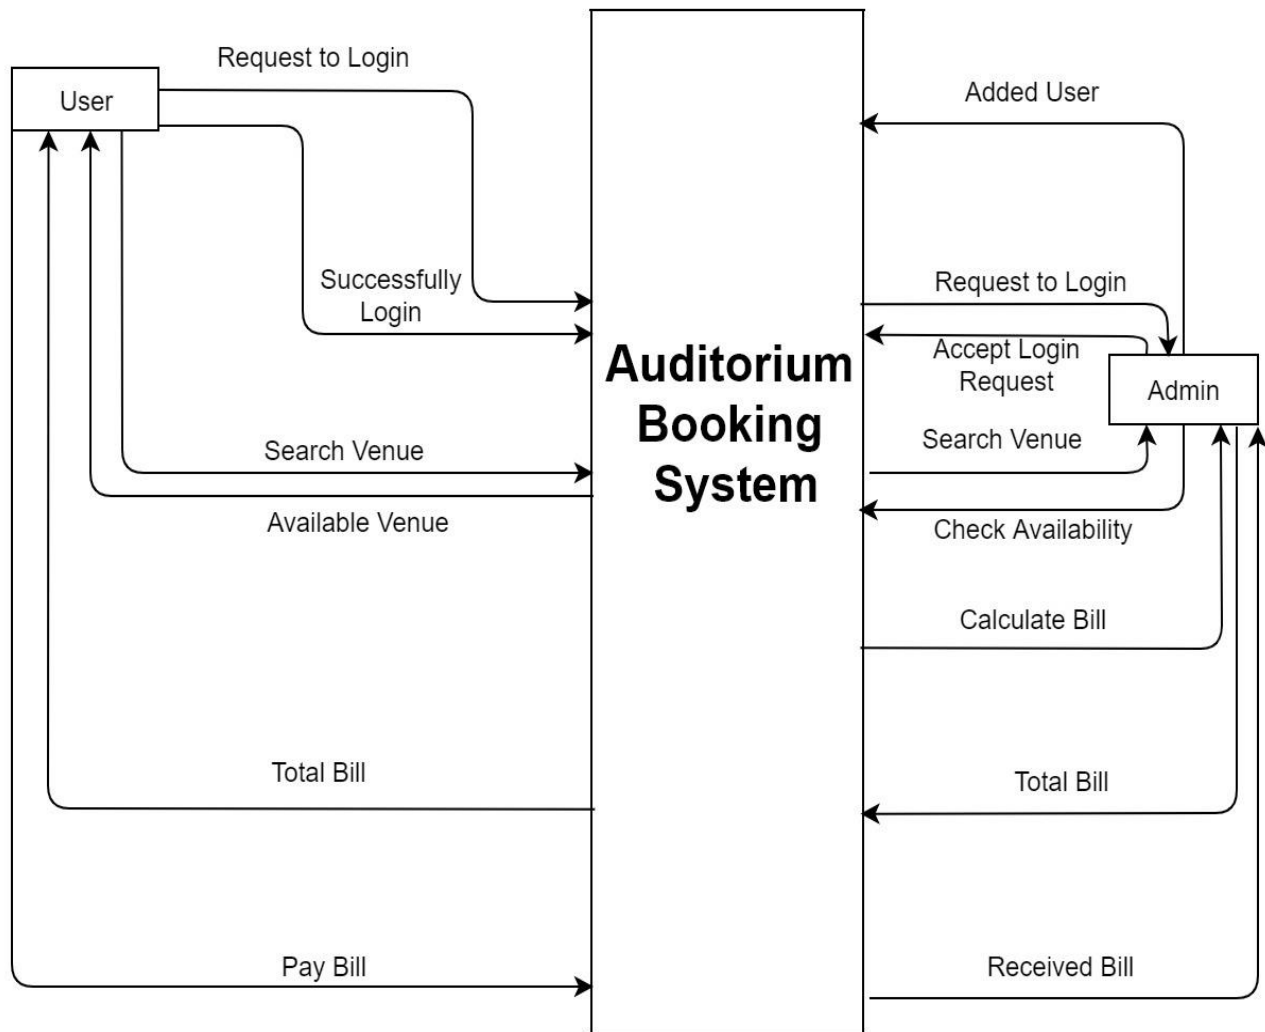 Request to Login
User
Added User
Successfully
Login
Request to Login
Accept Login
Request
Admin
Auditorium
Booking
System
Search Venue
Available Venue
Search Venue
Check Availability
Calculate Bill
Total Bill
Total Bill
Pay Bill
Received Bill